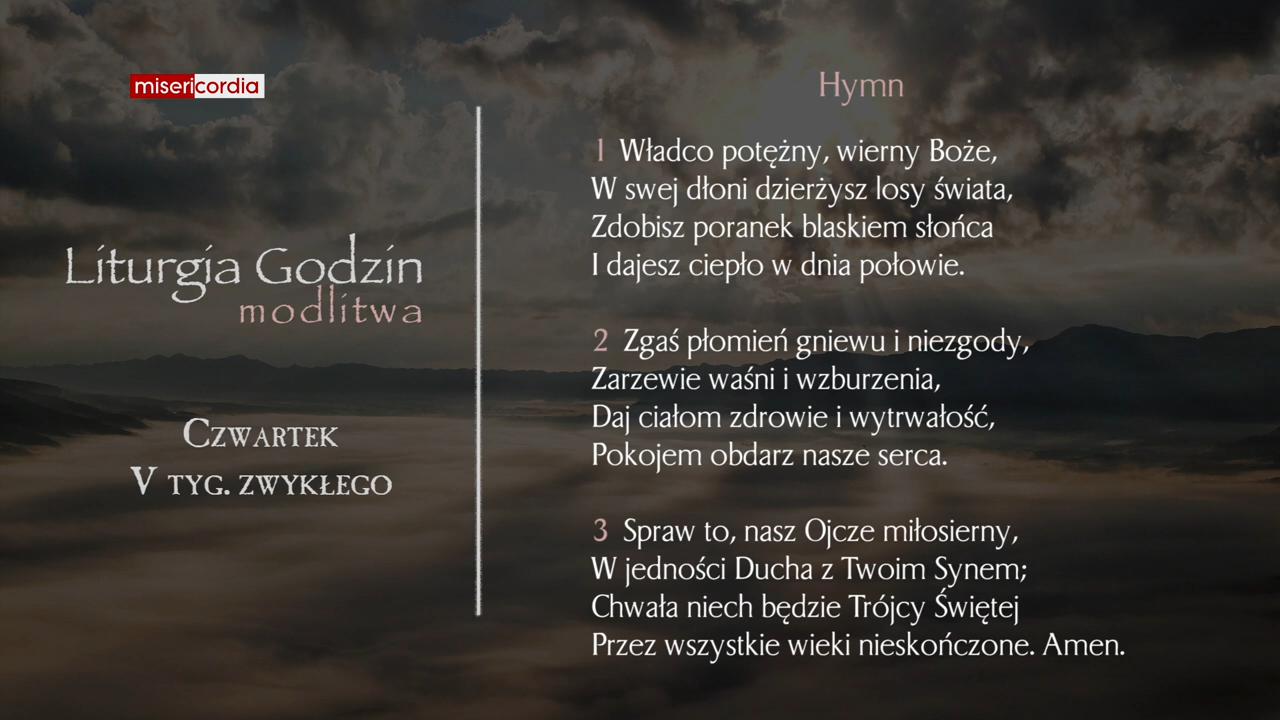 misericordia
Liturgia Godzin
modlitwa
Czwartek
V tyg. zwykłego
Hymn
1 Władco potężny, wierny Boże,
W swej dłoni dzierżysz losy świata,
Zdobisz poranek blaskiem słońca
I dajesz ciepło w dnia połowie.
2 Zgaś płomień gniewu i niezgody,
Zarzewie waśni i wzburzenia,
Daj ciałom zdrowie i wytrwałość,
Pokojem obdarz nasze serca.
3 Spraw to, nasz Ojcze miłosierny,
W jedności Ducha z Twoim Synem;
Chwała niech będzie Trójcy Świętej
Przez wszystkie wieki nieskończone. Amen.